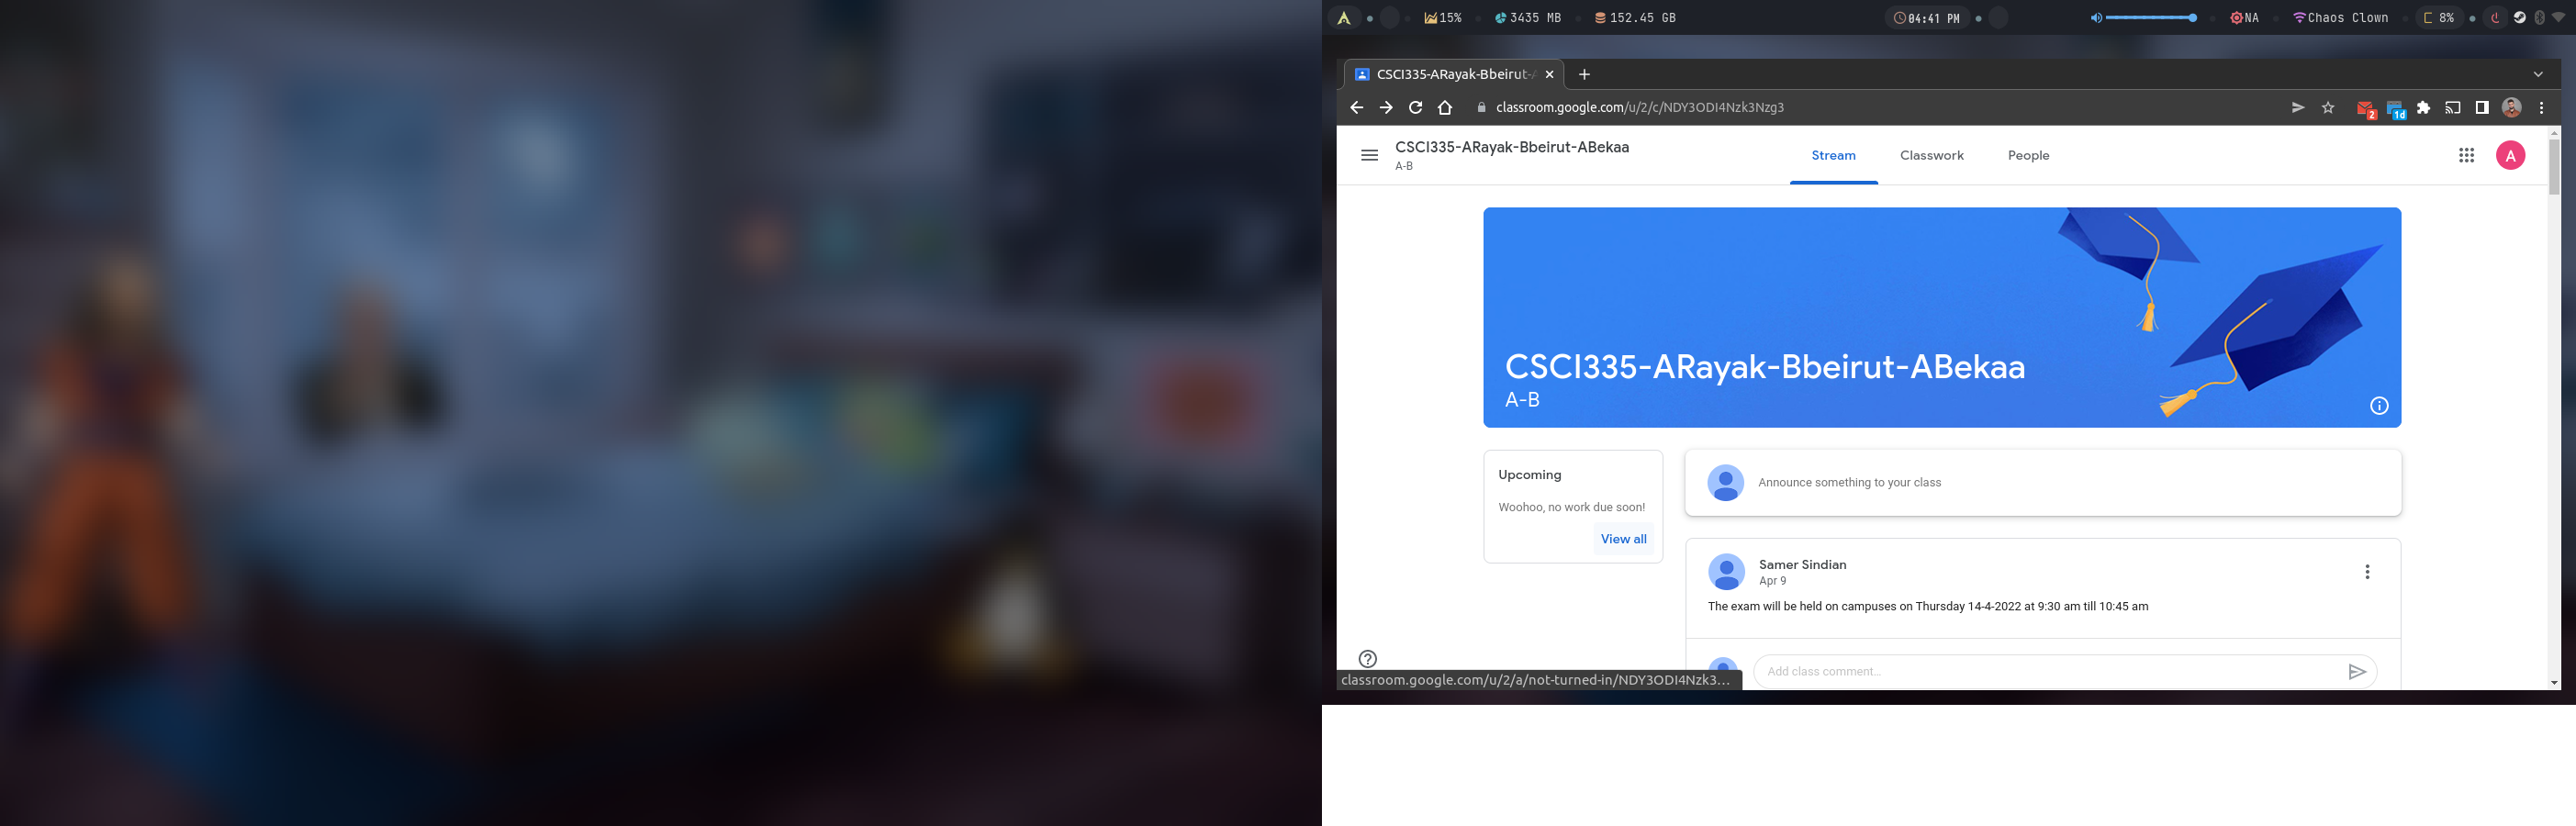 15%
3435 MB
152.45 GB
04:41 PM
NA
Chaos Clown
8%
CSCI335-ARayak-Bbeirut-A
classroom.google.com/u/2/c/NDY3ODI4Nzk3Nzg3
2
1d
CSCI335-ARayak-Bbeirut-ABekaa
A-B
Stream
Classwork
People
A
CSCI335-ARayak-Bbeirut-ABekaa
A-B
Upcoming
Woohoo, no work due soon!
View all
Announce something to your class
Samer Sindian
Apr 9
The exam will be held on campuses on Thursday 14-4-2022 at 9:30 am till 10:45 am
Add class comment...
classroom.google.com/u/2/a/not-turned-in/NDY3ODI4Nzk3...